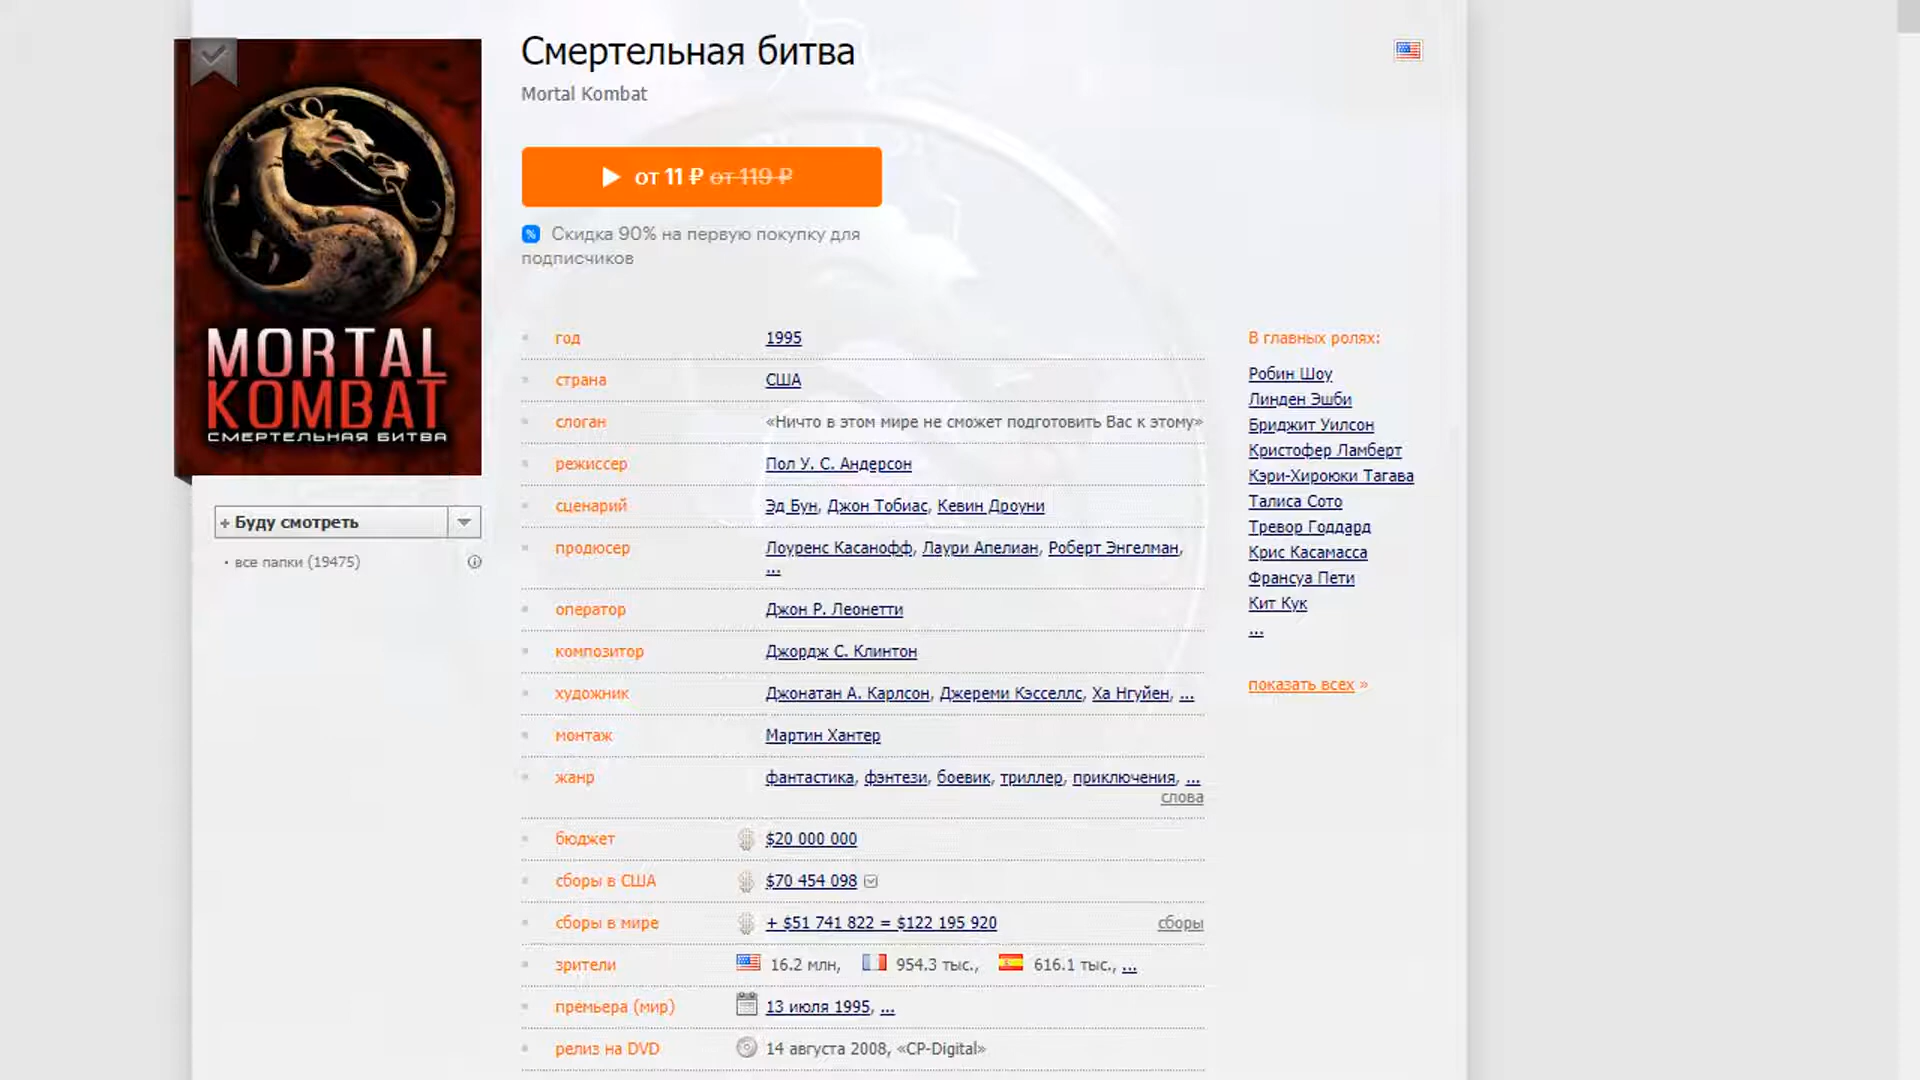 Смертельная битва
Mortal Kombat
MORTAL
KOMBAT
СМЕРТЕЛЬНАЯ БИТВА
от 11 ₽ от 119 ₽
% Скидка 90% на первую покупку для
подписчиков
+ Буду смотреть
• все папки (19475)
год 1995
страна США
слоган «Ничто в этом мире не сможет подготовить Вас к этому»
режиссер Пол У. С. Андерсон
сценарий Эд Бун, Джон Тобиас, Кевин Дроуни
продюсер Лоуренс Касанофф, Лаури Апелиан, Роберт Энгелман,
...
оператор Джон Р. Леонетти
композитор Джордж С. Клинтон
художник Джонатан А. Карлсон, Джереми Кэсселлс, Ха Нгуйен, ...
монтаж Мартин Хантер
жанр фантастика, фэнтези, боевик, триллер, приключения, ...
слова
бюджет $20 000 000
сборы в США $70 454 098
сборы в мире + $51 741 822 = $122 195 920 сборы
зрители 16.2 млн, 954.3 тыс., 616.1 тыс., ...
премьера (мир) 13 июля 1995, ...
релиз на DVD 14 августа 2008, «CP-Digital»
В главных ролях:
Робин Шоу
Линден Эшби
Бриджит Уилсон
Кристофер Ламберт
Кэри-Хироюки Тагава
Талиса Сото
Тревор Годдард
Крис Касамасса
Франсуа Пети
Кит Кук
...
показать всех »